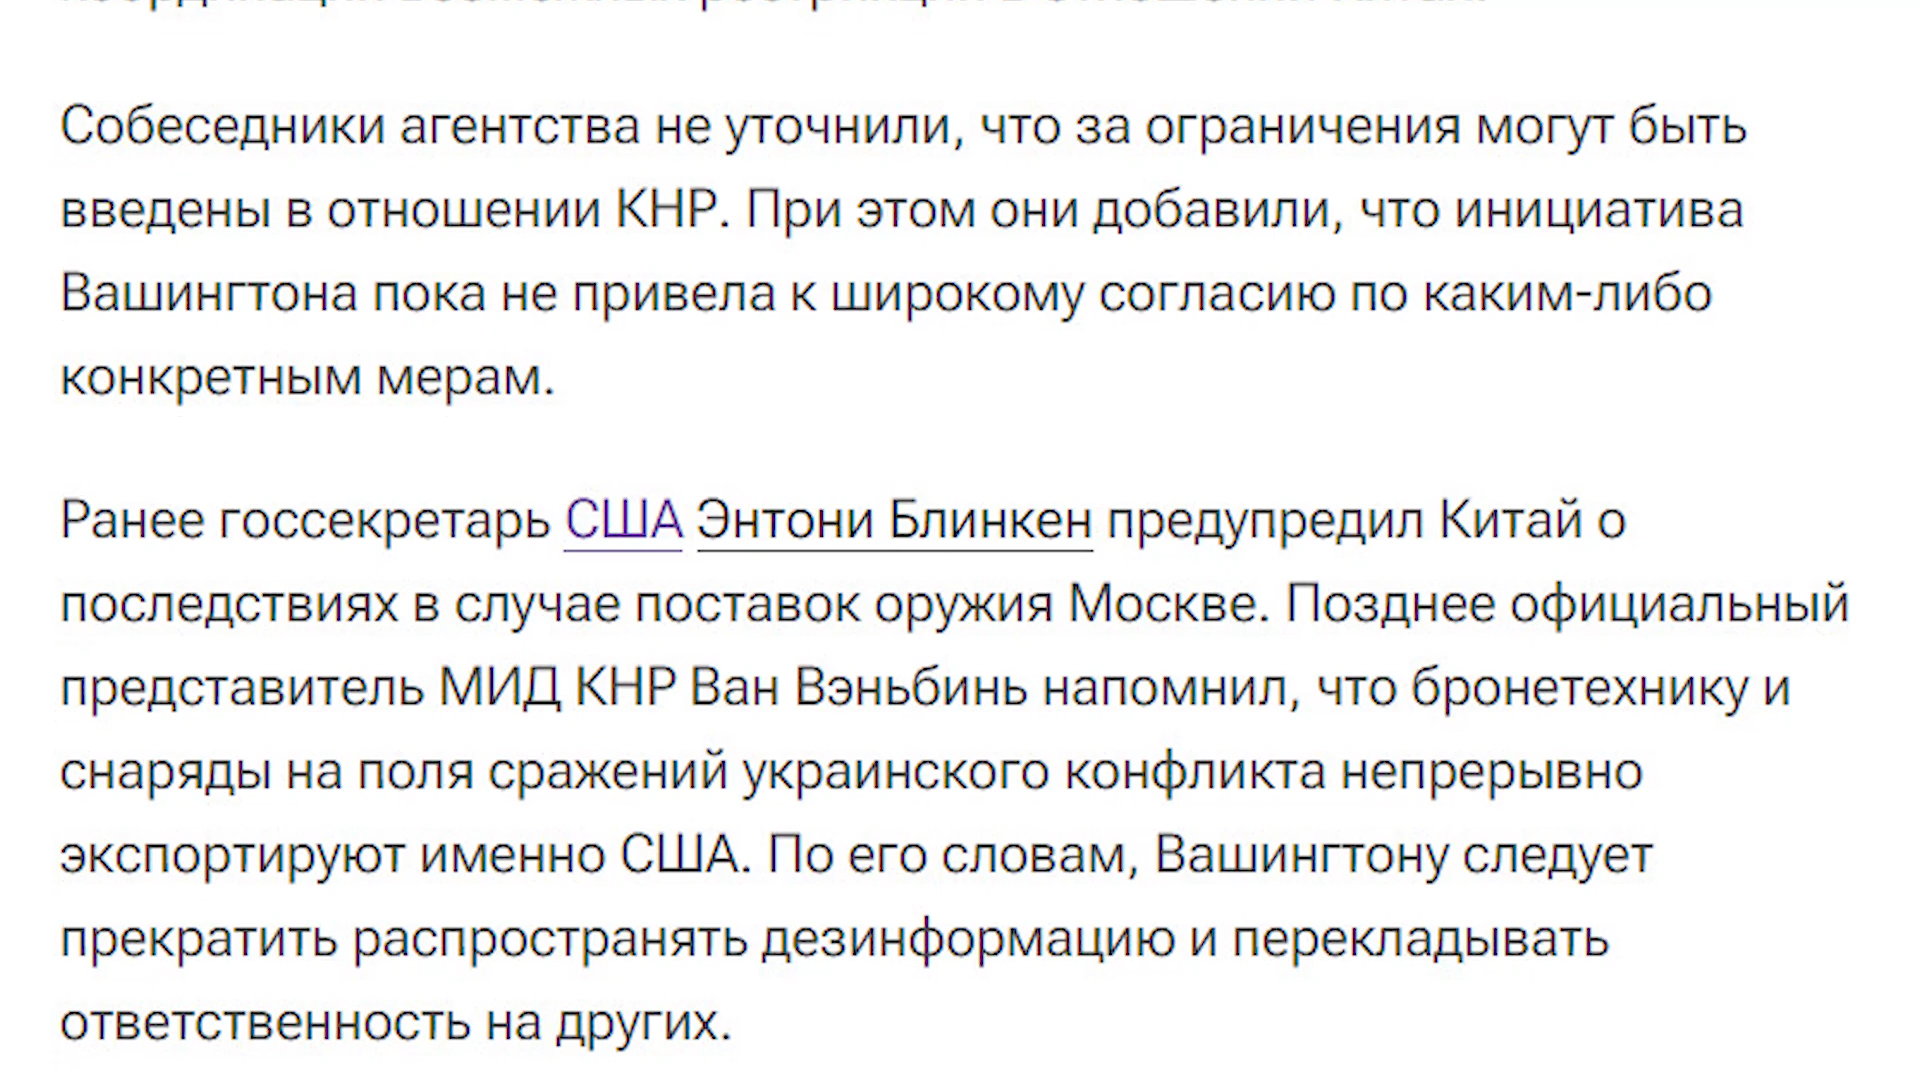 Собеседники агентства не уточнили, что за ограничения могут быть
введены в отношении КНР. При этом они добавили, что инициатива
Вашингтона пока не привела к широкому согласию по каким-либо
конкретным мерам.
Ранее госсекретарь США Энтони Блинкен предупредил Китай о
последствиях в случае поставок оружия Москве. Позднее официальный
представитель МИД КНР Ван Вэньбинь напомнил, что бронетехнику и
снаряды на поля сражений украинского конфликта непрерывно
экспортируют именно США. По его словам, Вашингтону следует
прекратить распространять дезинформацию и перекладывать
ответственность на других.